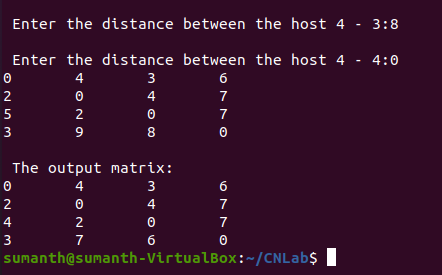 Enter the distance between the host 4 - 3:8
Enter the distance between the host 4 - 4:0
0 4 3 6
2 0 4 7
5 2 0 7
3 9 8 0
The output matrix:
0 4 3 6
2 0 4 7
4 2 0 7
3 7 6 0
sumanth@sumanth-VirtualBox:~/CNLab$